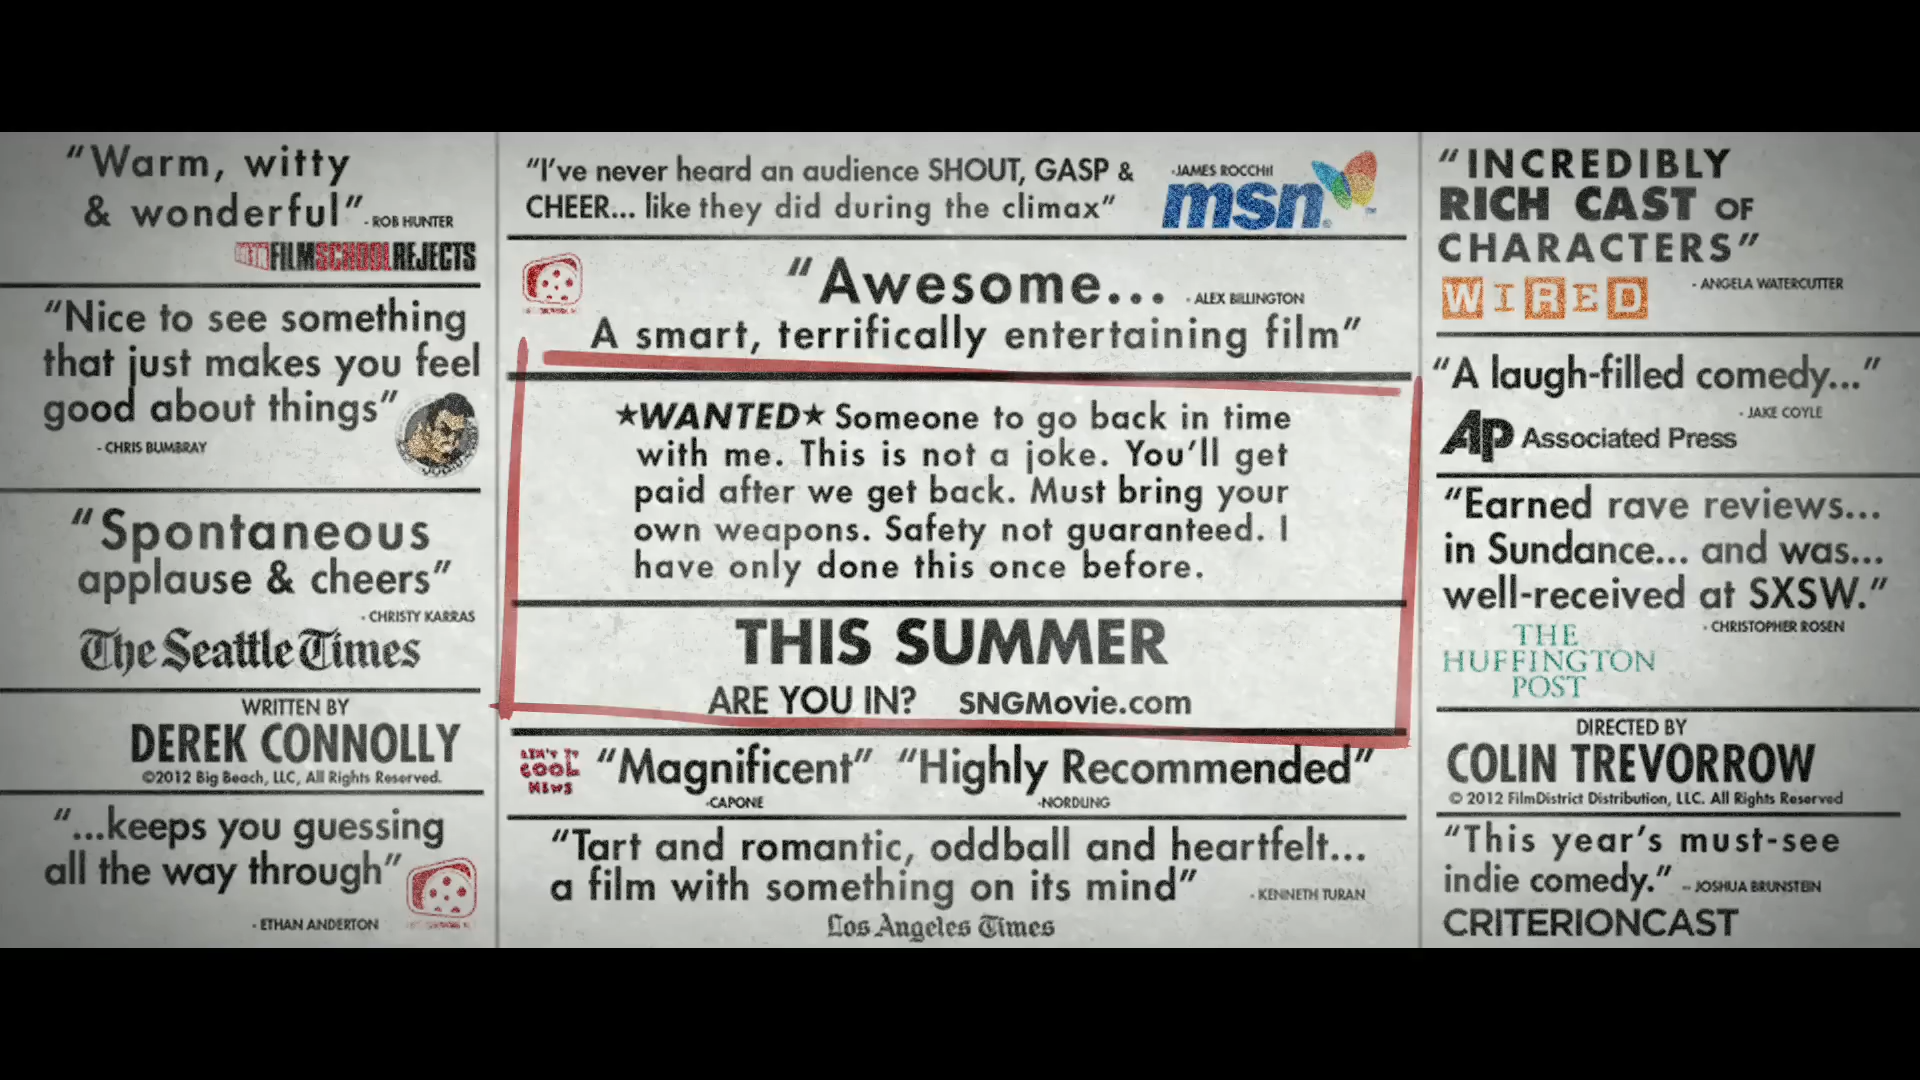 “Warm, witty
& wonderful” - ROB HUNTER
FILMSCHOOLREJECTS
“Nice to see something
that just makes you feel
good about things”
- CHRIS BUMBRAY
“Spontaneous
applause & cheers”
- CHRISTY KARRAS
The Seattle Times
WRITTEN BY
DEREK CONNOLLY
©2012 Big Beach, LLC, All Rights Reserved.
“...keeps you guessing
all the way through”
- ETHAN ANDERTON
“I’ve never heard an audience SHOUT, GASP &
CHEER... like they did during the climax”
-JAMES ROCCHI
msn
“Awesome... - ALEX BILLINGTON
A smart, terrifically entertaining film”
★WANTED★ Someone to go back in time
with me. This is not a joke. You’ll get
paid after we get back. Must bring your
own weapons. Safety not guaranteed. I
have only done this once before.
THIS SUMMER
ARE YOU IN? SNGMovie.com
AIN'T IT
COOL
NEWS
“Magnificent” “Highly Recommended”
-CAPONE -NORDLING
“Tart and romantic, oddball and heartfelt...
a film with something on its mind” - KENNETH TURAN
Los Angeles Times
“INCREDIBLY
RICH CAST OF
CHARACTERS”
- ANGELA WATERCUTTER
WIRED
“A laugh-filled comedy...”
- JAKE COYLE
AP Associated Press
“Earned rave reviews...
in Sundance... and was...
well-received at SXSW.”
- CHRISTOPHER ROSEN
THE
HUFFINGTON
POST
DIRECTED BY
COLIN TREVORROW
© 2012 FilmDistrict Distribution, LLC. All Rights Reserved
“This year’s must-see
indie comedy.” - JOSHUA BRUNSTEIN
CRITERIONCAST